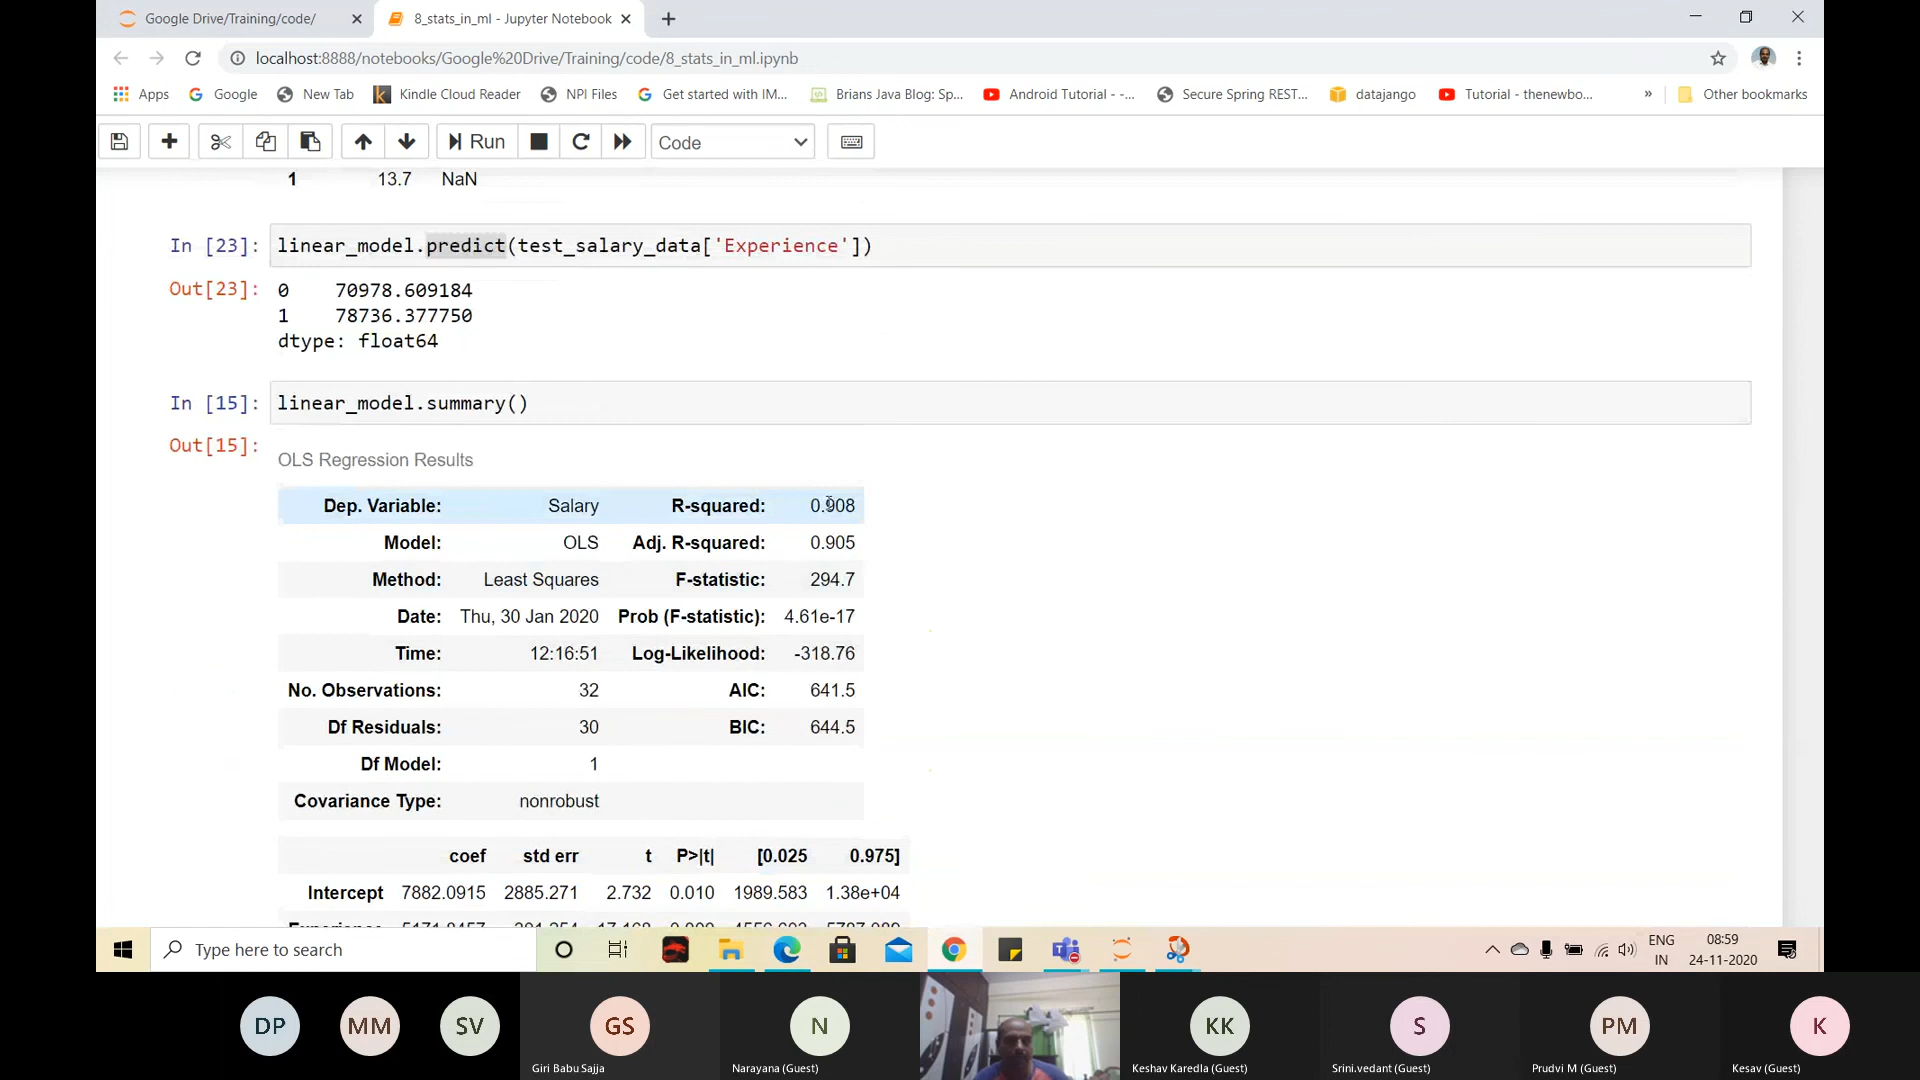 Google Drive/Training/code/
8_stats_in_ml - Jupyter Notebook
localhost:8888/notebooks/Google%20Drive/Training/code/8_stats_in_ml.ipynb
Apps Google New Tab Kindle Cloud Reader NPI Files Get started with IM... Brians Java Blog: Sp... Android Tutorial - -... Secure Spring REST... datajango Tutorial - thenewbo... » Other bookmarks
Run Code
1 13.7 NaN
In [23]: linear_model.predict(test_salary_data['Experience'])
Out[23]: 0 70978.609184
1 78736.377750
dtype: float64
In [15]: linear_model.summary()
Out[15]:
OLS Regression Results
Dep. Variable: Salary R-squared: 0.908
Model: OLS Adj. R-squared: 0.905
Method: Least Squares F-statistic: 294.7
Date: Thu, 30 Jan 2020 Prob (F-statistic): 4.61e-17
Time: 12:16:51 Log-Likelihood: -318.76
No. Observations: 32 AIC: 641.5
Df Residuals: 30 BIC: 644.5
Df Model: 1
Covariance Type: nonrobust
coef std err t P>|t| [0.025 0.975]
Intercept 7882.0915 2885.271 2.732 0.010 1989.583 1.38e+04
Type here to search
ENG
IN
08:59
24-11-2020
DP MM SV GS N KK S PM K
Giri Babu Sajja Narayana (Guest) Keshav Karedla (Guest) Srini.vedant (Guest) Prudvi M (Guest) Kesav (Guest)